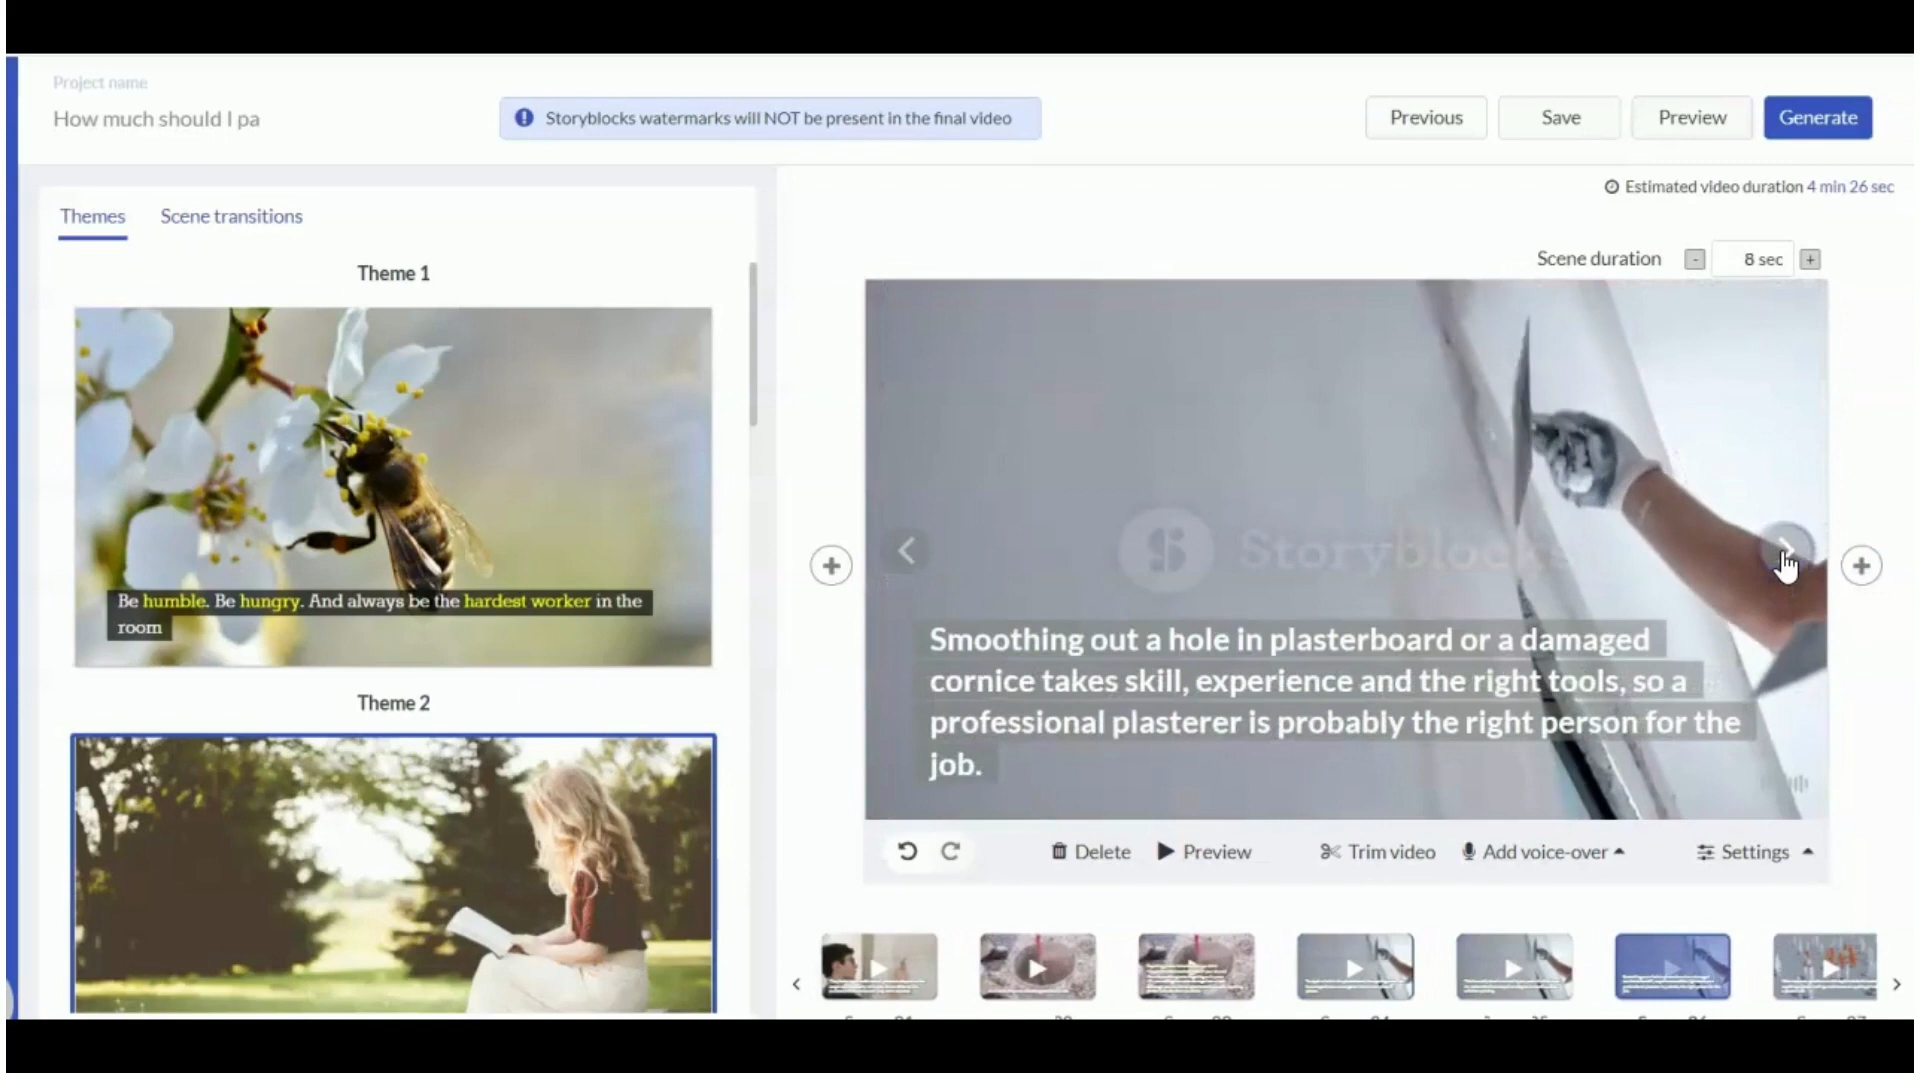 Project name
How much should I pa
Storyblocks watermarks will NOT be present in the final video
Previous
Save
Preview
Generate
Estimated video duration 4 min 26 sec
Themes
Scene transitions
Scene duration - 8 sec +
Theme 1
Be humble. Be hungry. And always be the hardest worker in the
room
Theme 2
Storyblocks
Smoothing out a hole in plasterboard or a damaged
cornice takes skill, experience and the right tools, so a
professional plasterer is probably the right person for the
job.
Delete
Preview
Trim video
Add voice-over
Settings